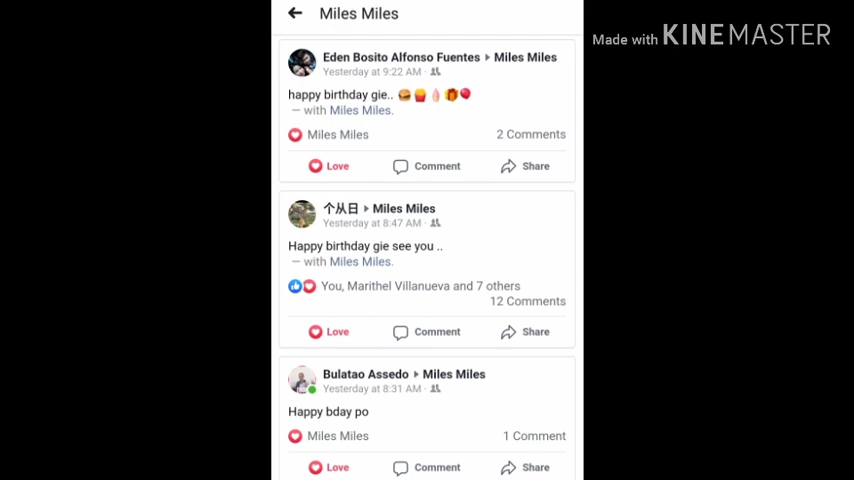 Miles Miles
Made with KINEMASTER
Eden Bosito Alfonso Fuentes ▸ Miles Miles
Yesterday at 9:22 AM ·
happy birthday gie.. 🍔🍟🍦🎁🎈
— with Miles Miles.
Miles Miles 2 Comments
Love Comment Share
个从日 ▸ Miles Miles
Yesterday at 8:47 AM ·
Happy birthday gie see you ..
— with Miles Miles.
You, Marithel Villanueva and 7 others
12 Comments
Love Comment Share
Bulatao Assedo ▸ Miles Miles
Yesterday at 8:31 AM ·
Happy bday po
Miles Miles 1 Comment
Love Comment Share